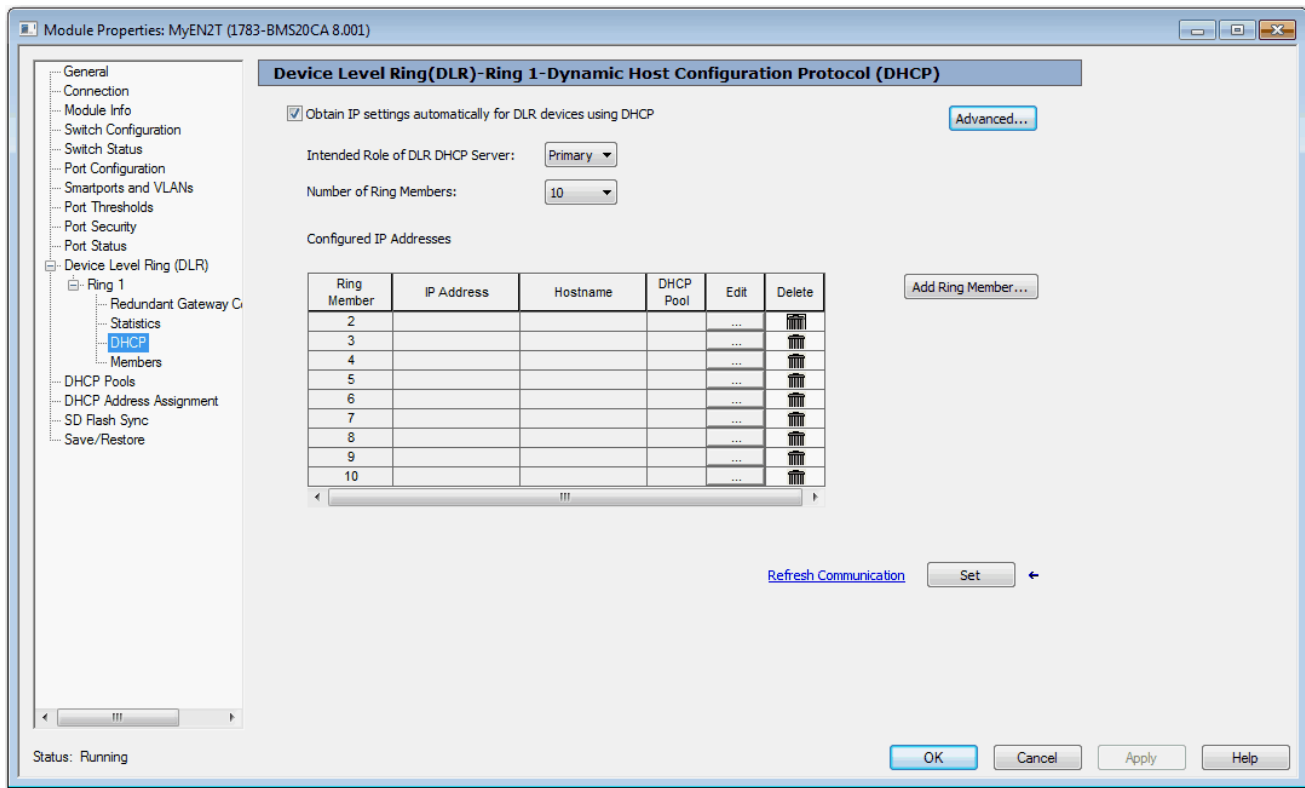 Module Properties: MyEN2T (1783-BMS20CA 8.001)
General
Connection
Module Info
Switch Configuration
Switch Status
Port Configuration
Smartports and VLANs
Port Thresholds
Port Security
Port Status
Device Level Ring (DLR)
Ring 1
Redundant Gateway C
Statistics
DHCP
Members
DHCP Pools
DHCP Address Assignment
SD Flash Sync
Save/Restore
Device Level Ring(DLR)-Ring 1-Dynamic Host Configuration Protocol (DHCP)
Obtain IP settings automatically for DLR devices using DHCP
Advanced...
Intended Role of DLR DHCP Server: Primary
Number of Ring Members: 10
Configured IP Addresses
Ring Member IP Address Hostname DHCP Pool Edit Delete
2 ...
3 ...
4 ...
5 ...
6 ...
7 ...
8 ...
9 ...
10 ...
Add Ring Member...
Refresh Communication Set
Status: Running
OK Cancel Apply Help